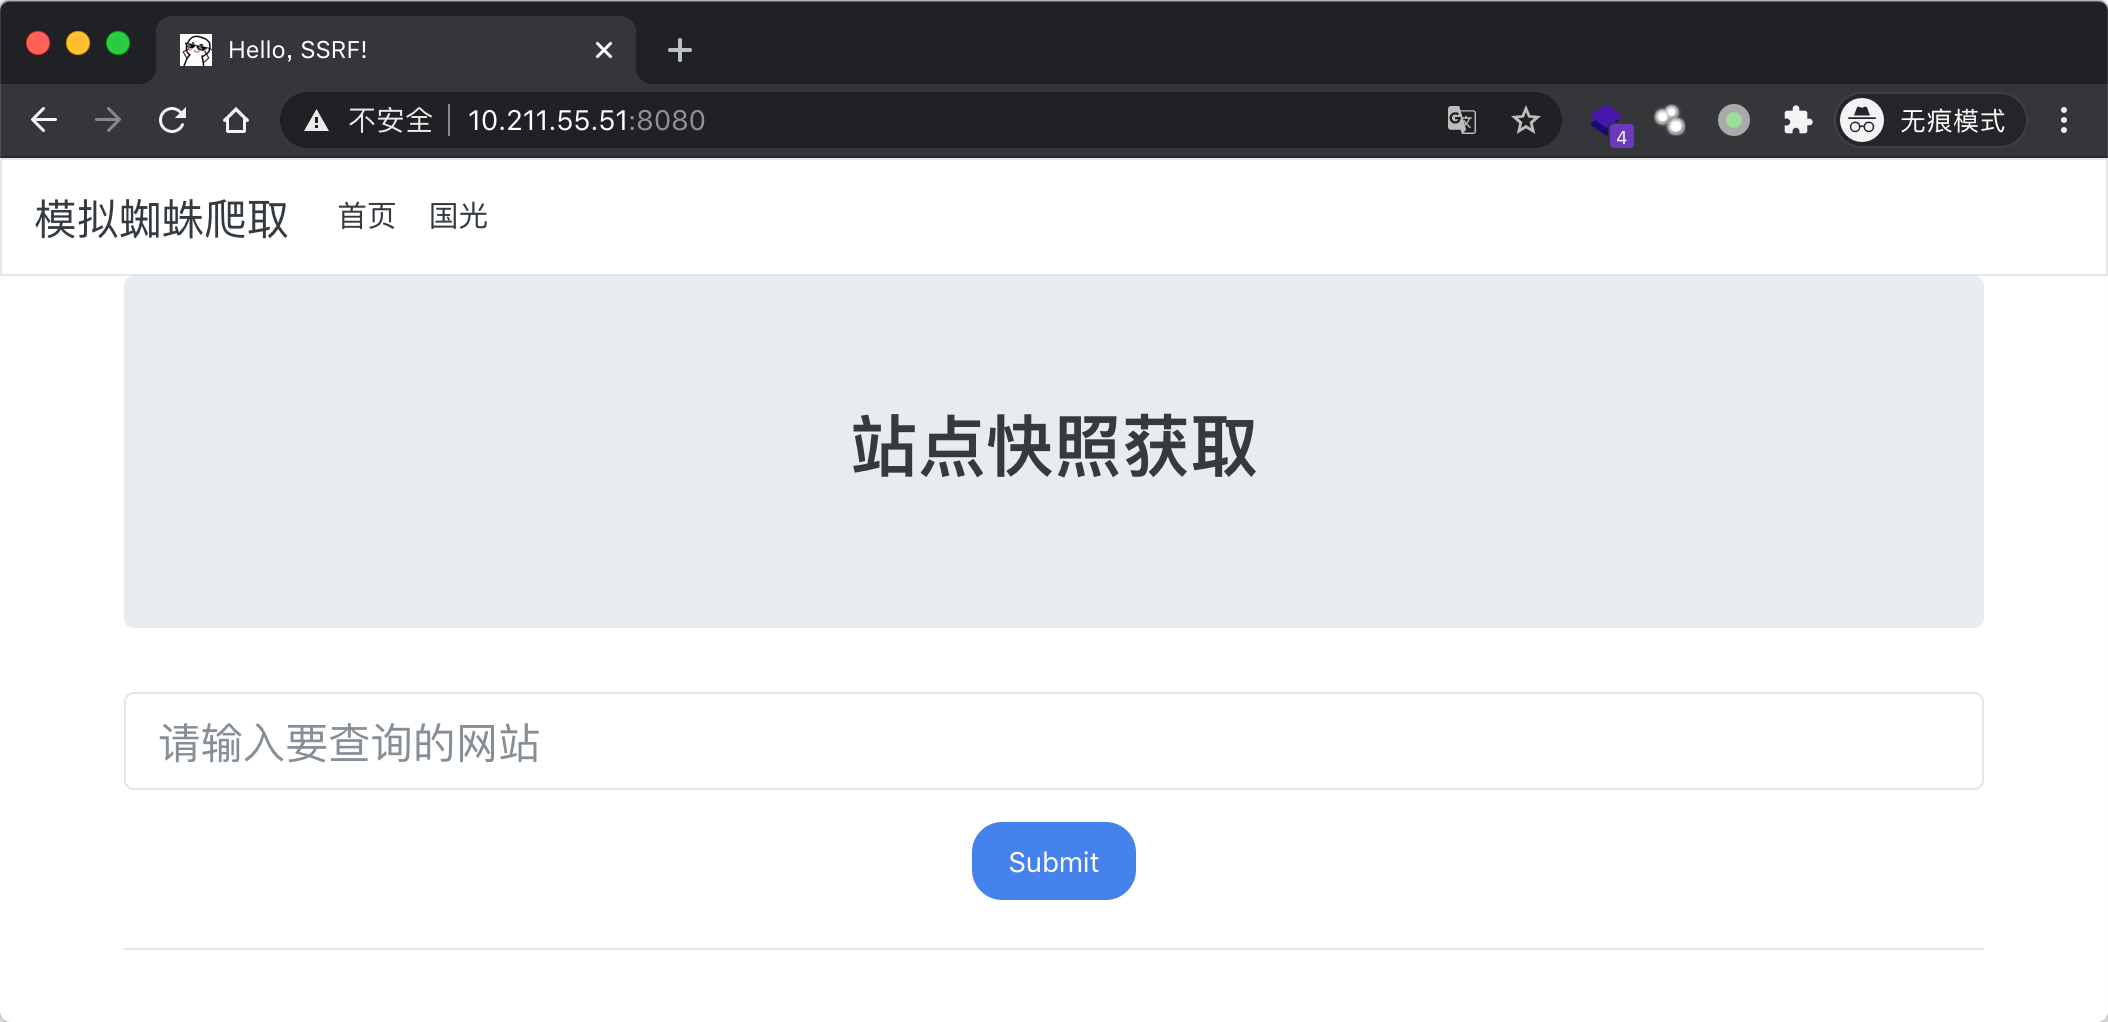 Hello, SSRF!
不安全 10.211.55.51:8080
4
无痕模式
模拟蜘蛛爬取 首页 国光
站点快照获取
请输入要查询的网站
Submit